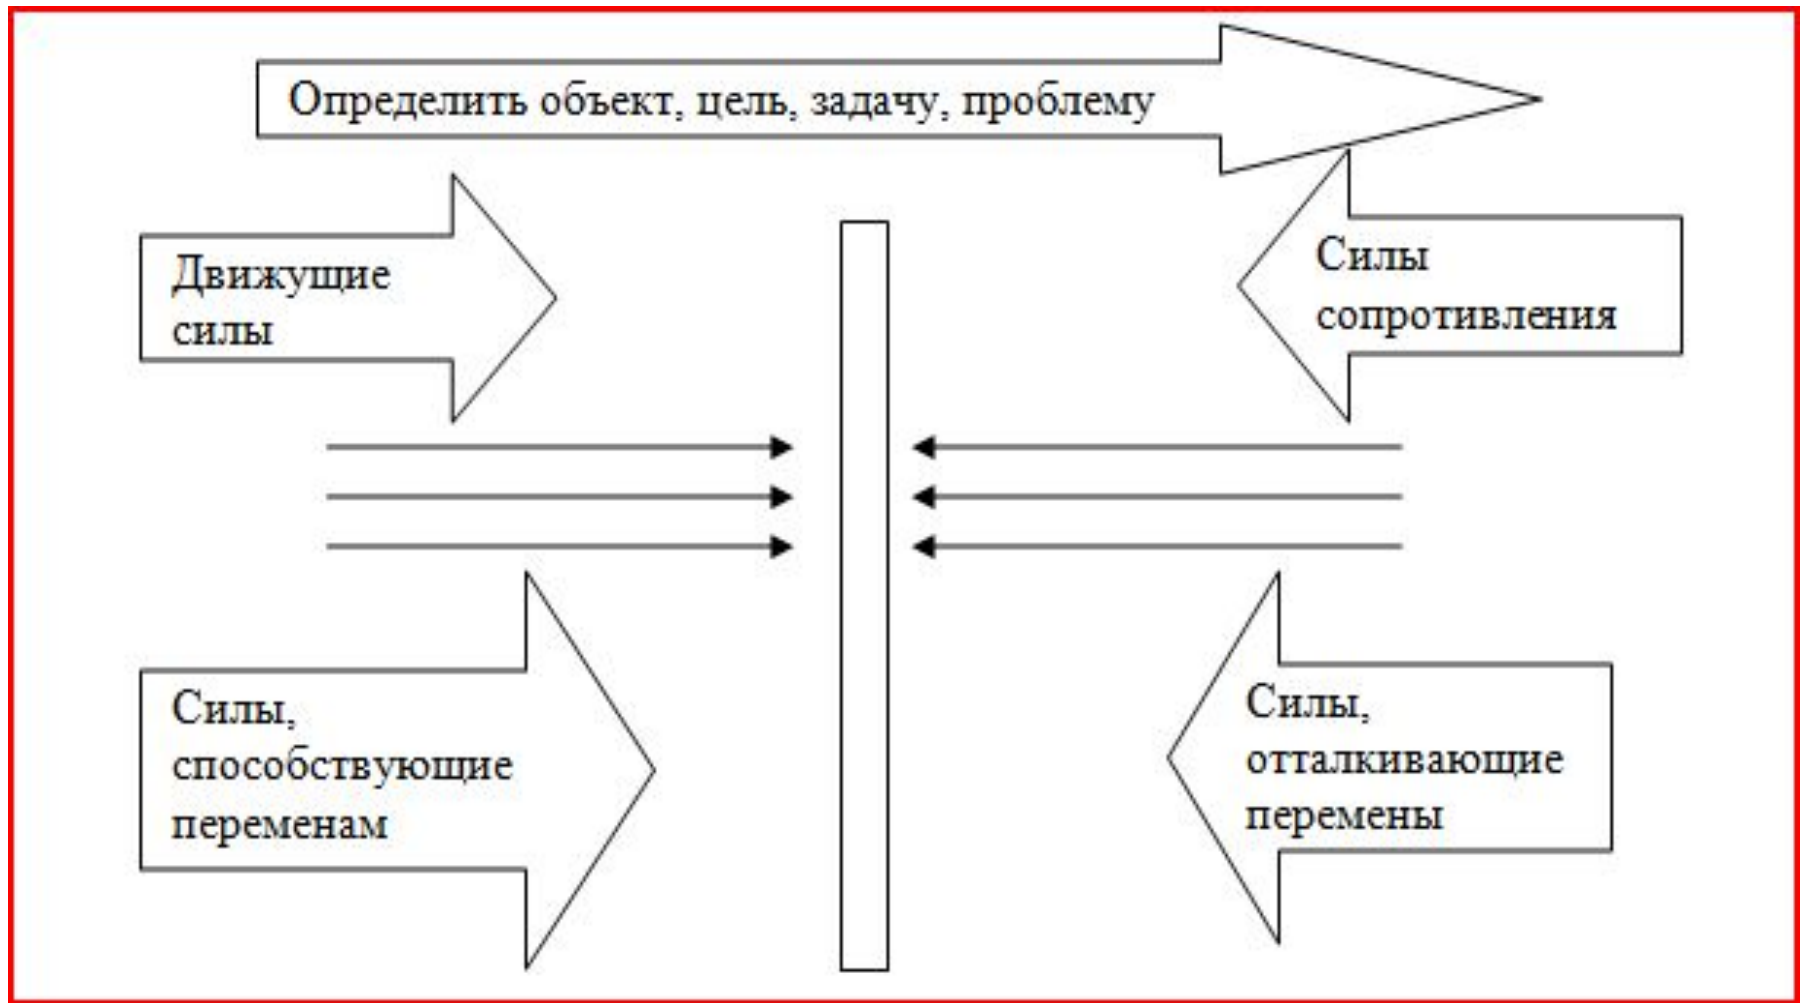 Определить объект, цель, задачу, проблему
Движущие
силы
Силы
сопротивления
Силы,
способствующие
переменам
Силы,
отталкивающие
перемены